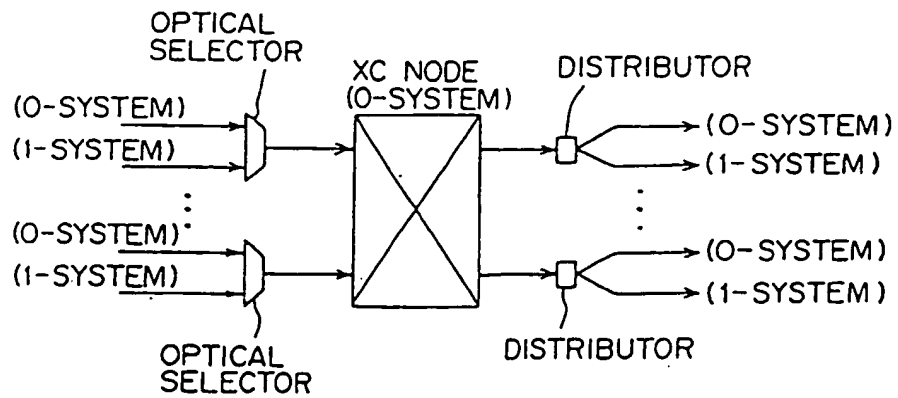 OPTICAL
SELECTOR
XC NODE
(0-SYSTEM)
DISTRIBUTOR
(0-SYSTEM)
(1-SYSTEM)
(0-SYSTEM)
(1-SYSTEM)
(0-SYSTEM)
(1-SYSTEM)
(0-SYSTEM)
(1-SYSTEM)
OPTICAL
SELECTOR
DISTRIBUTOR